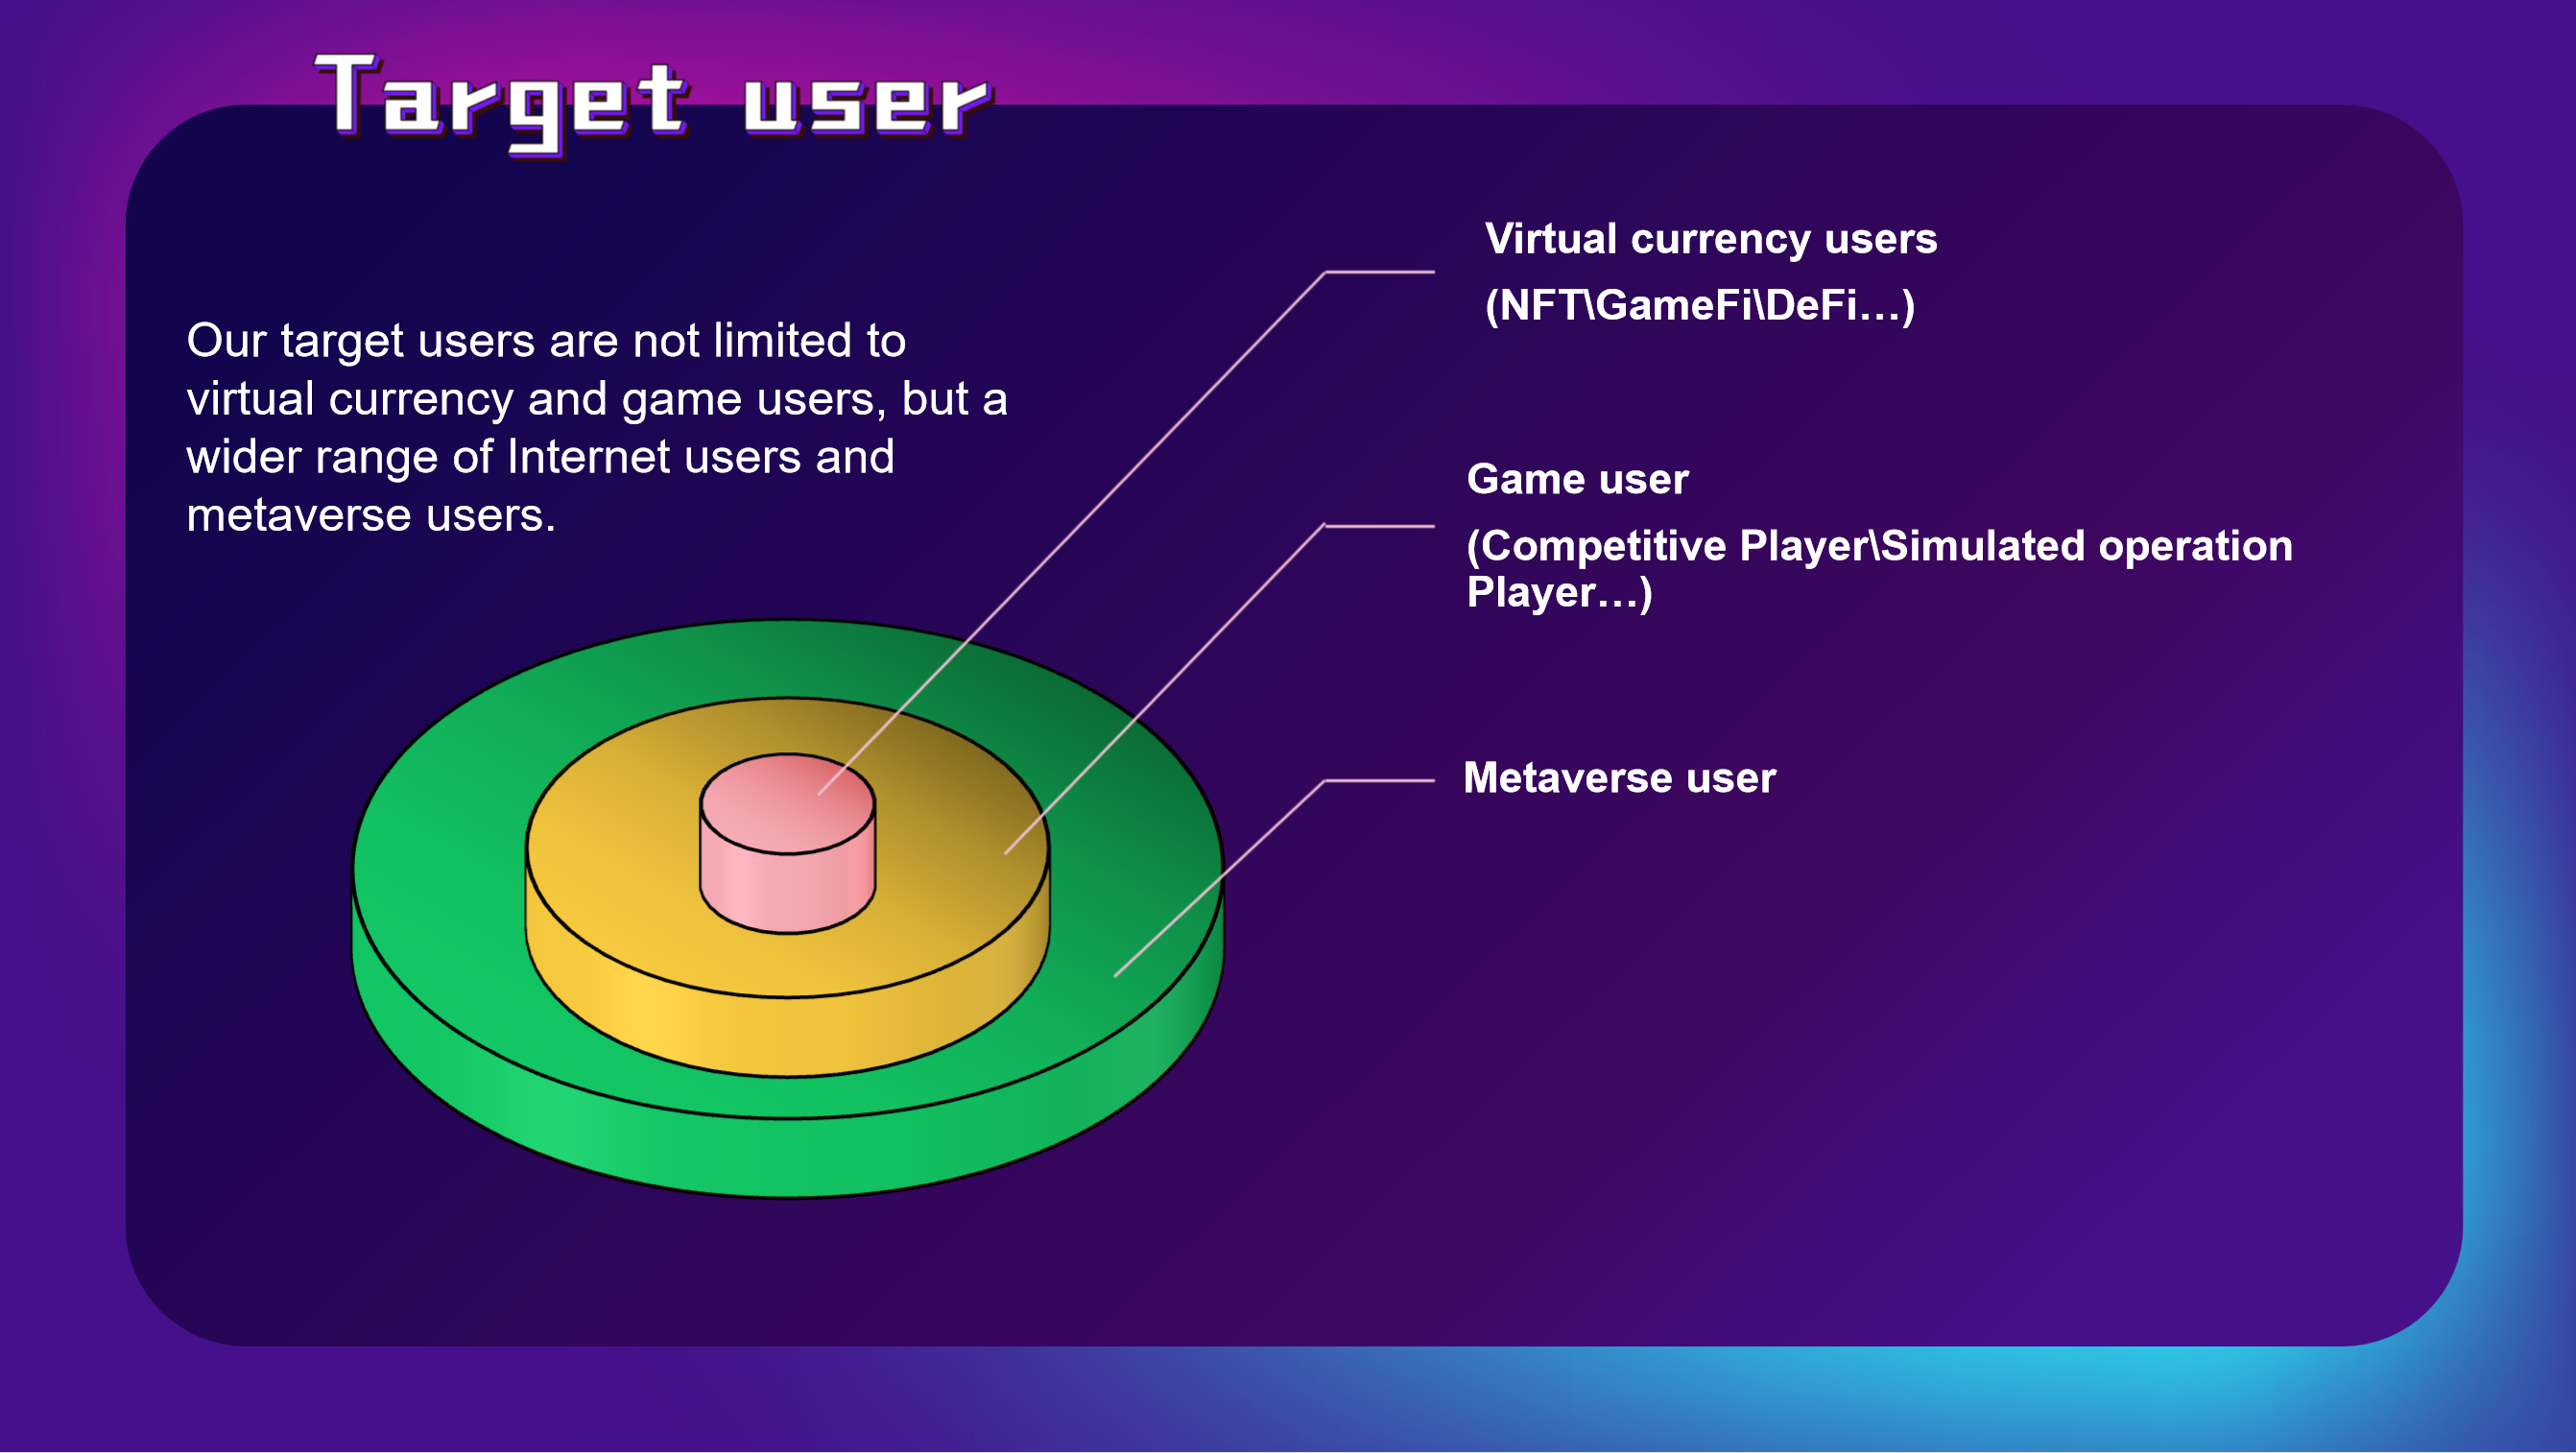 Target user
Our target users are not limited to
virtual currency and game users, but a
wider range of Internet users and
metaverse users.
Virtual currency users
(NFT\GameFi\DeFi…)
Game user
(Competitive Player\Simulated operation
Player…)
Metaverse user